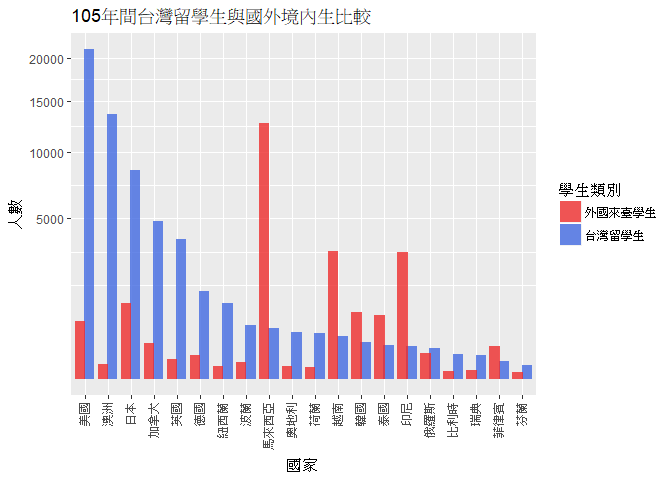 105年間台灣留學生與國外境內生比較
人數
20000
15000
10000
5000
美國
澳洲
日本
加拿大
英國
德國
紐西蘭
波蘭
馬來西亞
奧地利
荷蘭
越南
韓國
泰國
印尼
俄羅斯
比利時
瑞典
菲律賓
芬蘭
國家
學生類別
外國來臺學生
台灣留學生